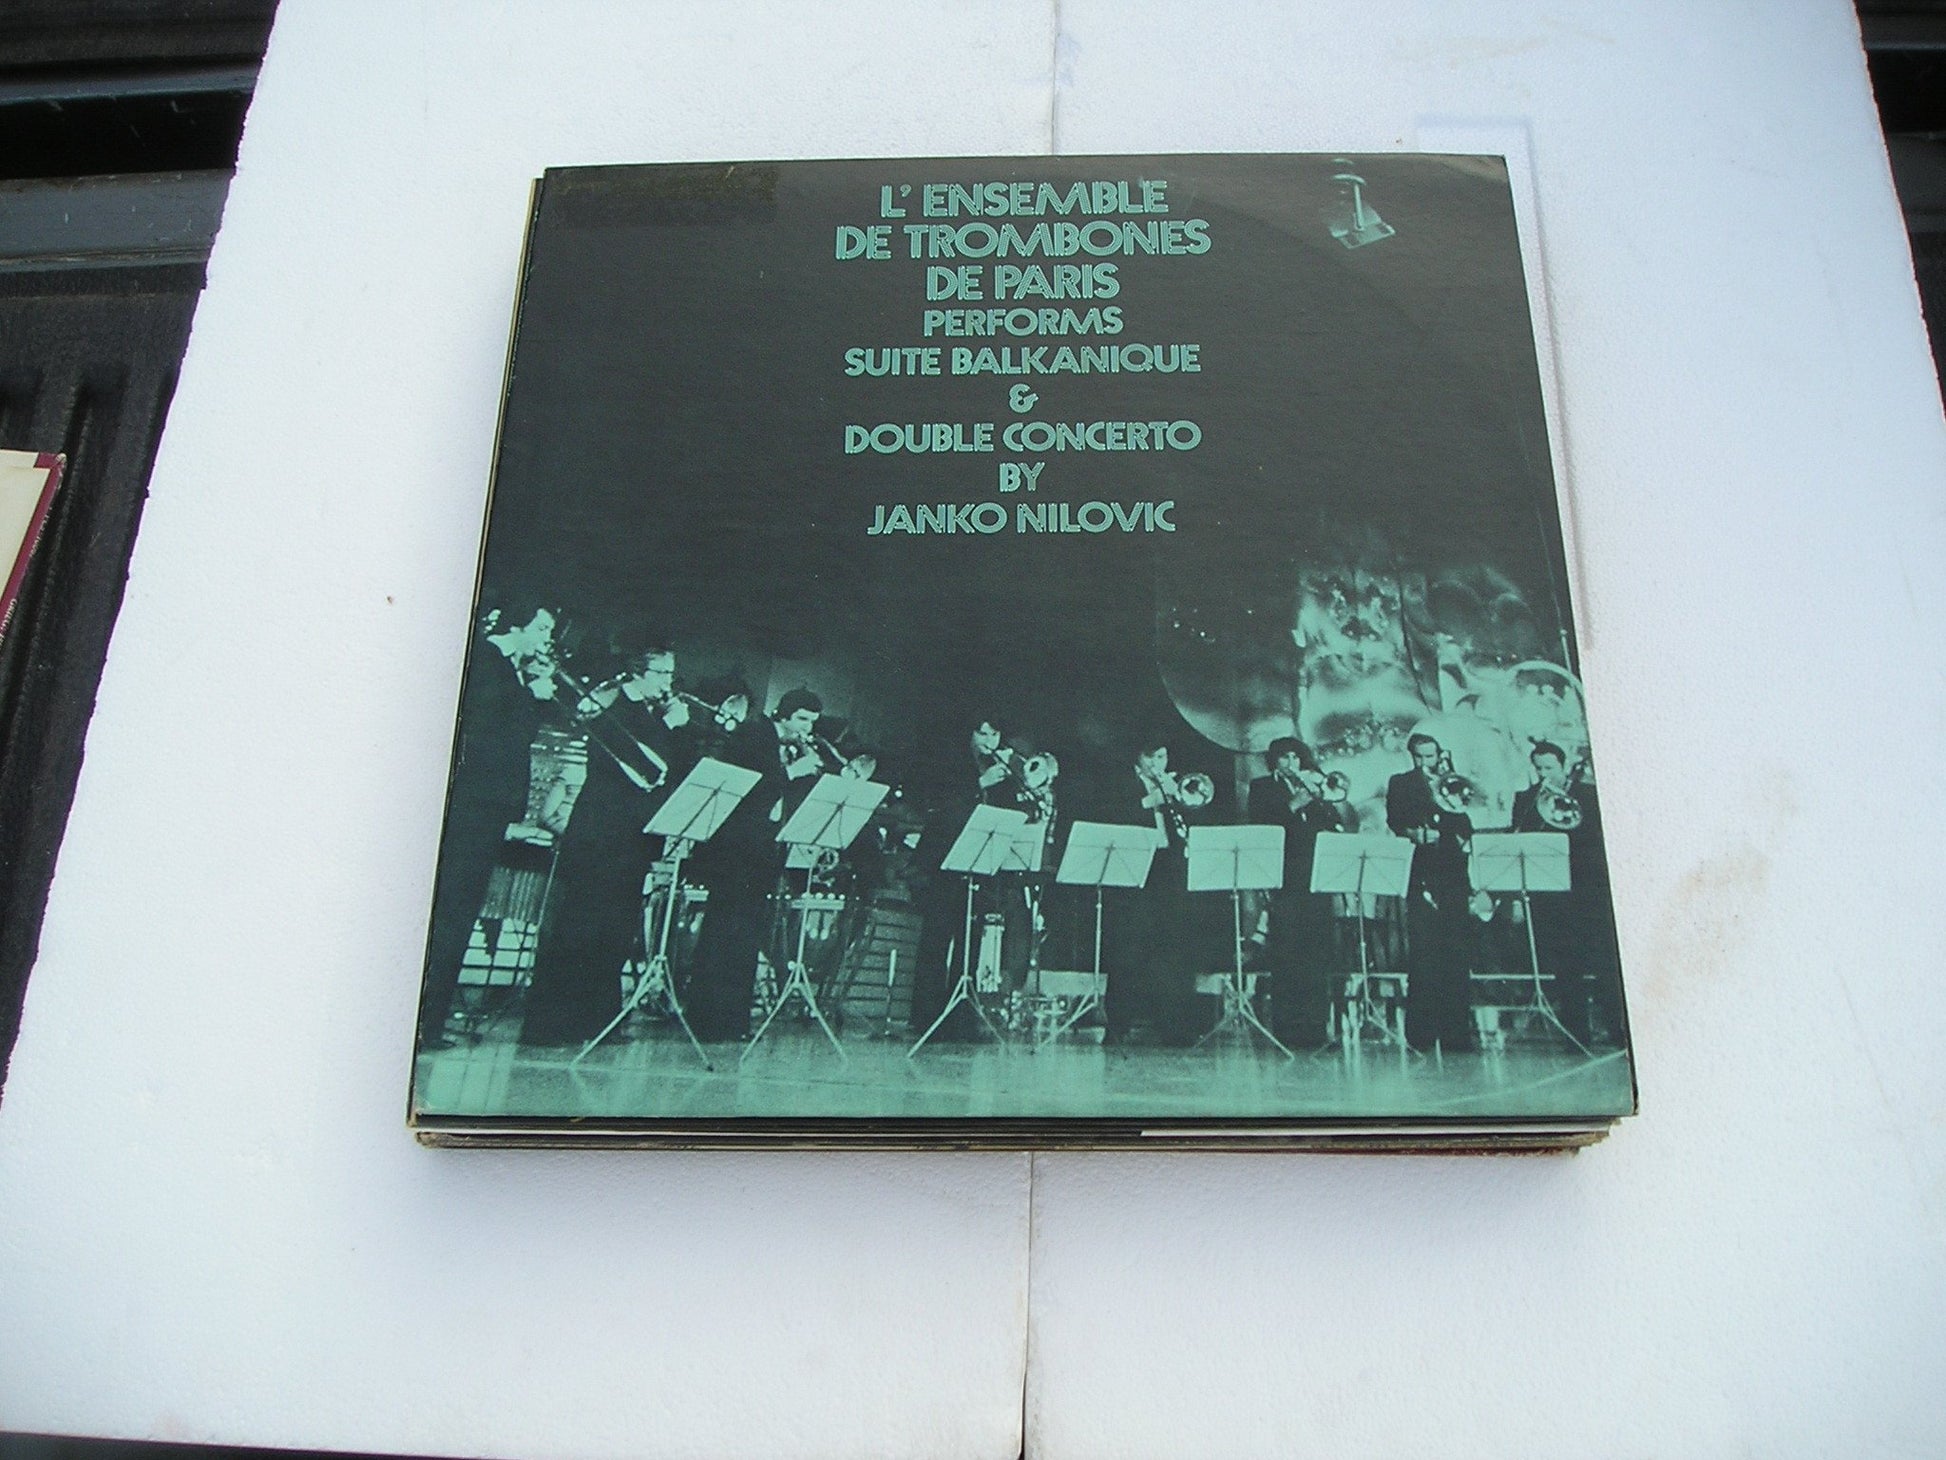 L' ENSEMBLE
DE TROMBONES
DE PARIS
PERFORMS
SUITE BALKANIQUE
&
DOUBLE CONCERTO
BY
JANKO NILOVIC